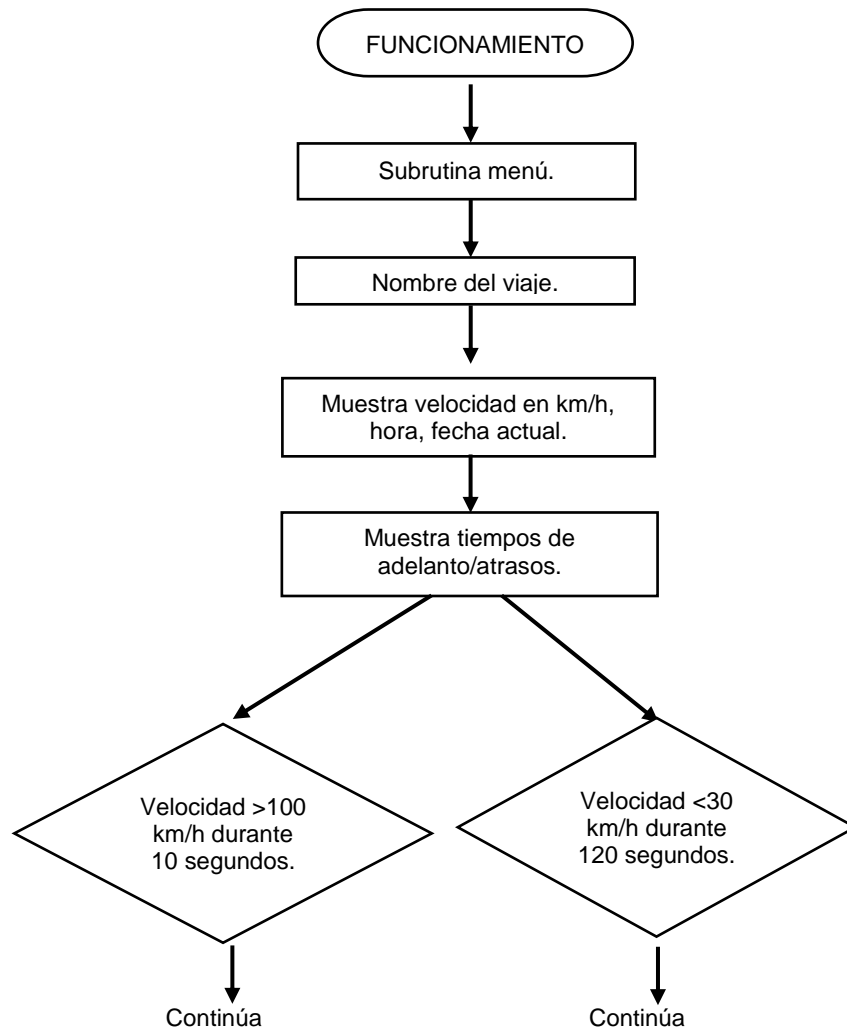 FUNCIONAMIENTO
Subrutina menú.
Nombre del viaje.
Muestra velocidad en km/h,
hora, fecha actual.
Muestra tiempos de
adelanto/atrasos.
Velocidad >100
km/h durante
10 segundos.
Velocidad <30
km/h durante
120 segundos.
Continúa
Continúa